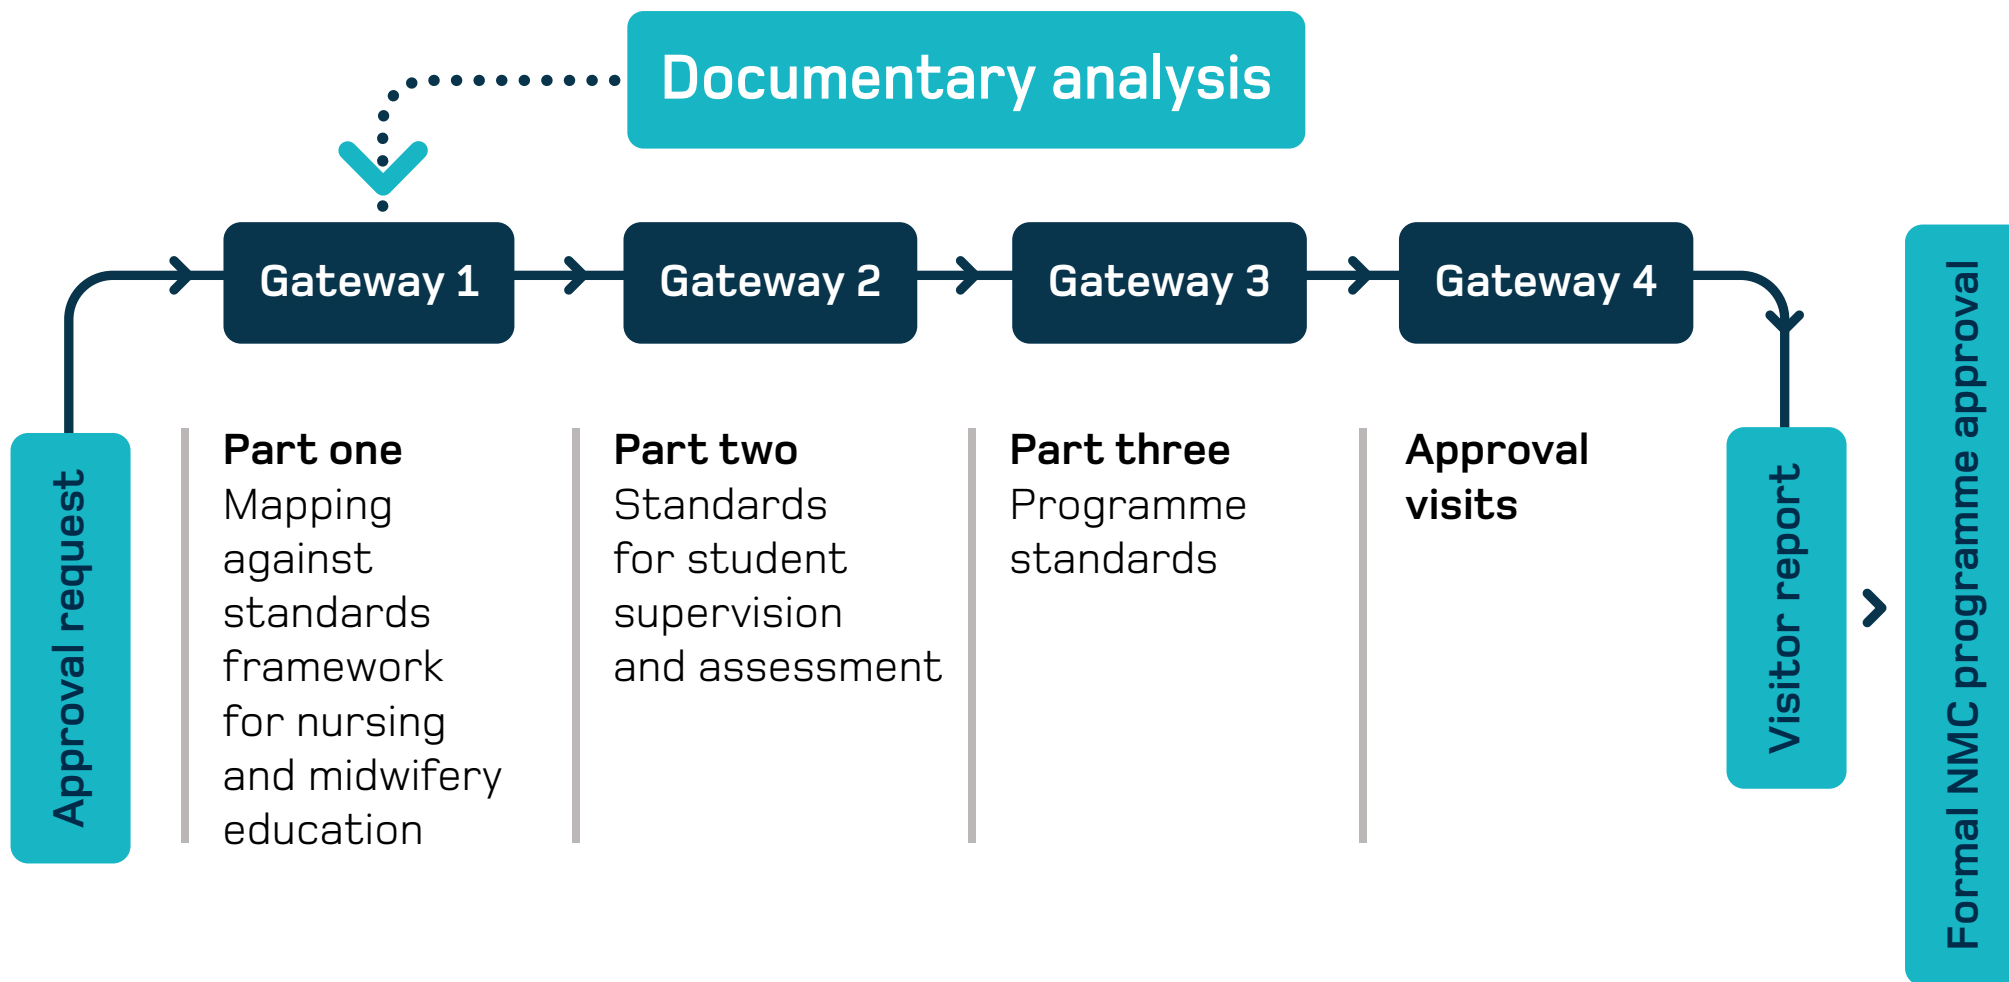 Documentary analysis
Gateway 1
Gateway 2
Gateway 3
Gateway 4
Approval request
Part one
Mapping
against
standards
framework
for nursing
and midwifery
education
Part two
Standards
for student
supervision
and assessment
Part three
Programme
standards
Approval
visits
Visitor report
Formal NMC programme approval